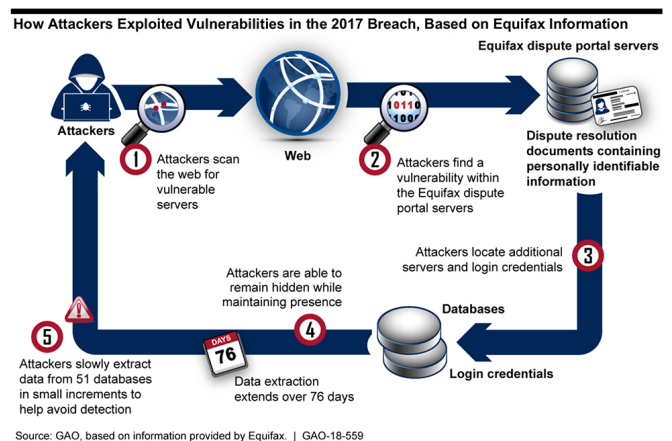 How Attackers Exploited Vulnerabilities in the 2017 Breach, Based on Equifax Information
Equifax dispute portal servers
10110
1000
Attackers
Web
Dispute resolution
documents containing
personally identifiable
information
1
Attackers scan
the web for
vulnerable
servers
2
Attackers find a
vulnerability within
the Equifax dispute
portal servers
Attackers locate additional
servers and login credentials
3
Attackers are able to
remain hidden while
maintaining presence
4
Databases
Login credentials
DAYS
76
Data extraction
extends over 76 days
5
Attackers slowly extract
data from 51 databases
in small increments to
help avoid detection
Source: GAO, based on information provided by Equifax. | GAO-18-559